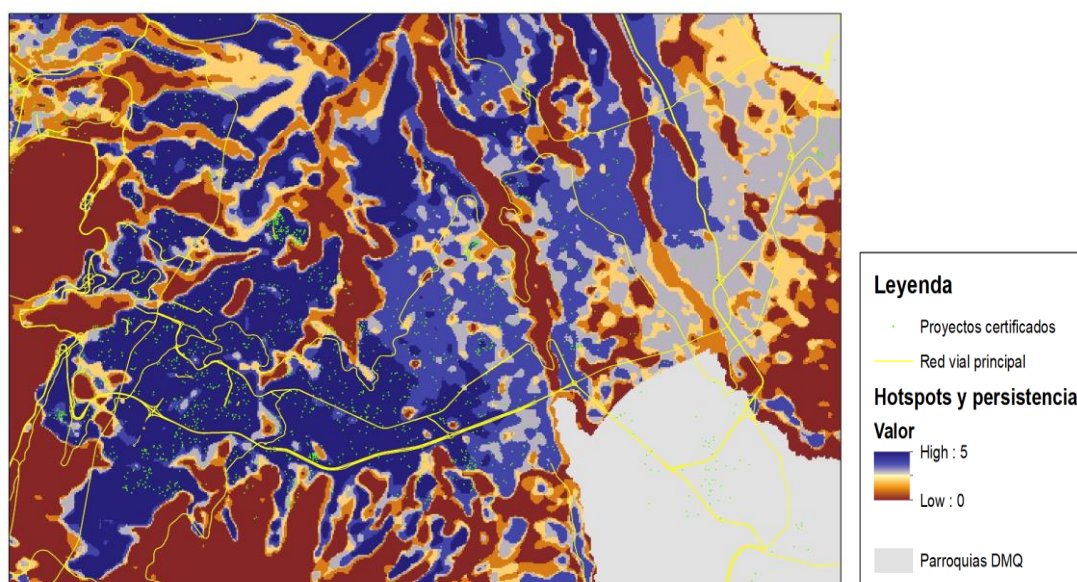 Leyenda
Proyectos certificados
Red vial principal
Hotspots y persistencia
Valor
High : 5
Low : 0
Parroquias DMQ